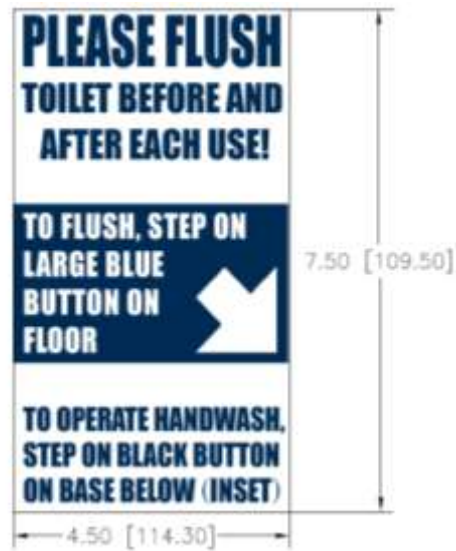 PLEASE FLUSH
TOILET BEFORE AND
AFTER EACH USE!
TO FLUSH, STEP ON
LARGE BLUE
BUTTON ON
FLOOR
7.50 [109.50]
TO OPERATE HANDWASH,
STEP ON BLACK BUTTON
ON BASE BELOW (INSET)
4.50 [114.30]